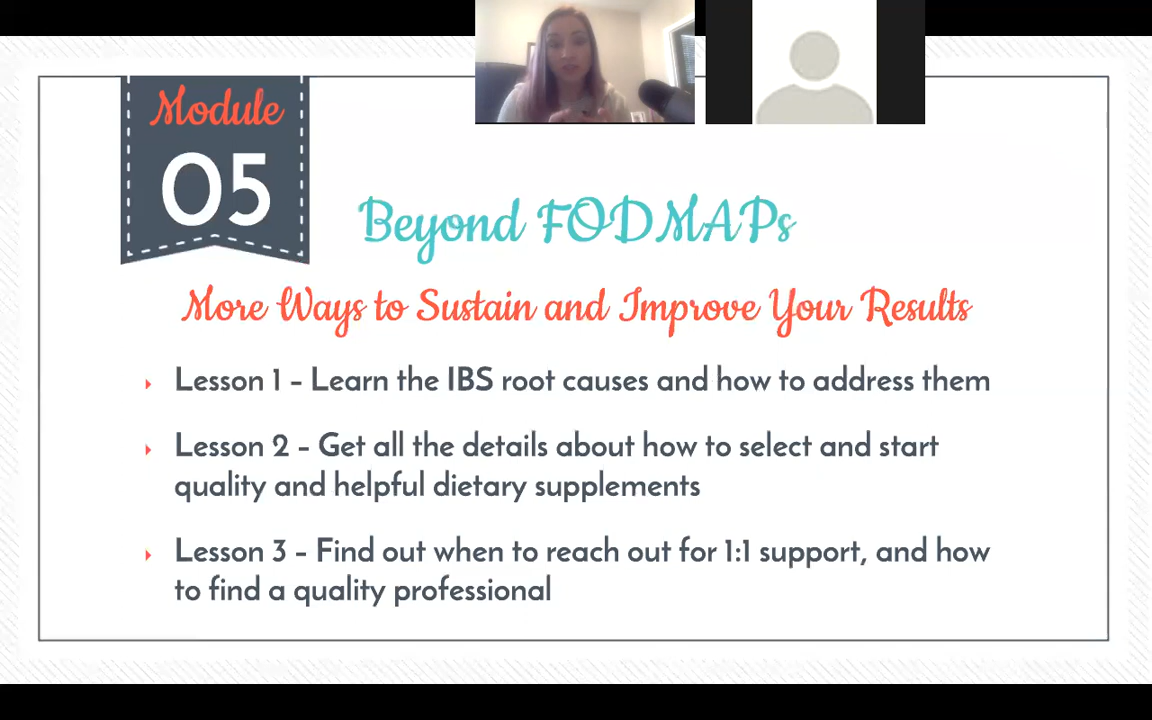 Module
05
Beyond FODMAPs
More Ways to Sustain and Improve Your Results
Lesson 1 – Learn the IBS root causes and how to address them
Lesson 2 – Get all the details about how to select and start
quality and helpful dietary supplements
Lesson 3 – Find out when to reach out for 1:1 support, and how
to find a quality professional